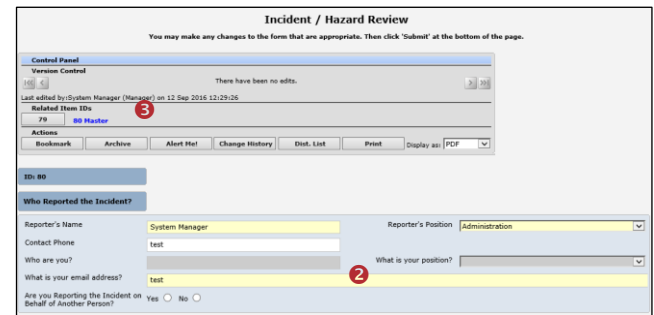 Incident / Hazard Review
You may make any changes to the form that are appropriate. Then click 'Submit' at the bottom of the page.
Control Panel
Version Control
There have been no edits.
Last edited by:System Manager (Manager) on 12 Sep 2016 12:29:26
Related Item IDs
3
79 80 Master
Actions
Bookmark Archive Alert Me! Change History Dist. List Print Display as: PDF
ID: 80
Who Reported the Incident?
Reporter's Name System Manager Reporter's Position Administration
Contact Phone test
Who are you? What is your position?
2
What is your email address? test
Are you Reporting the Incident on Yes No
Behalf of Another Person?